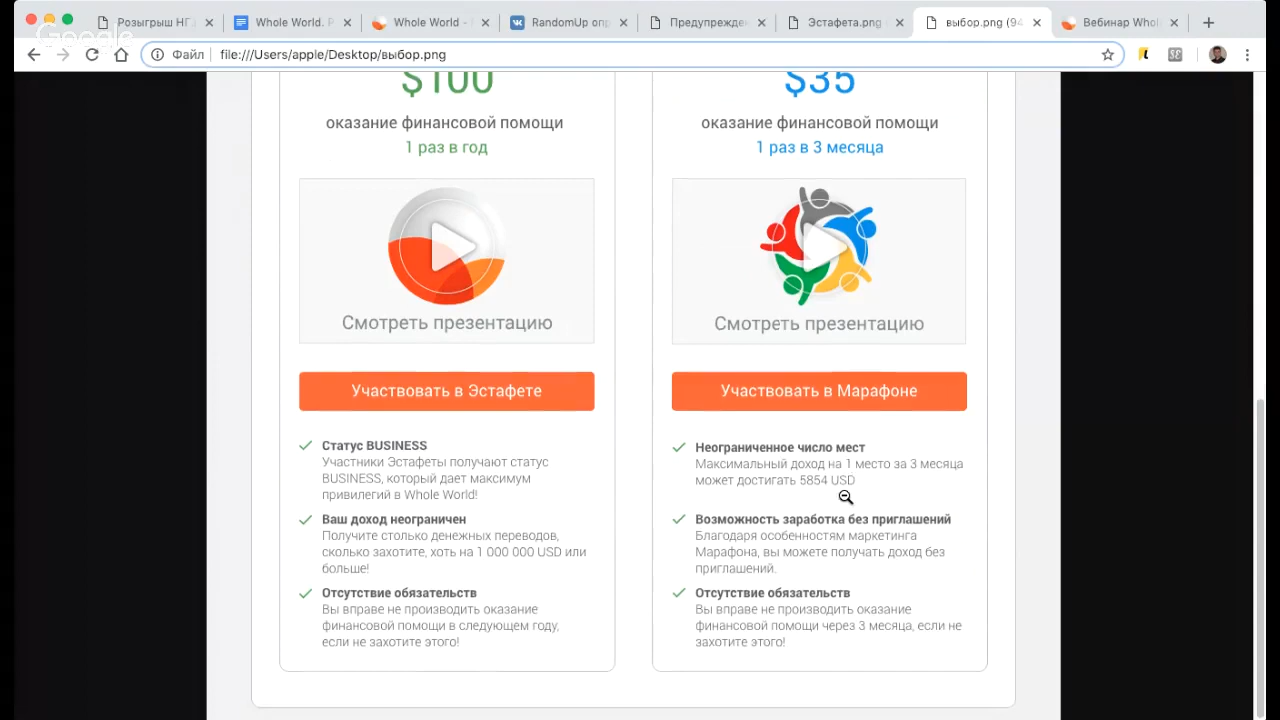 Розыгрыш НГ.
Whole World. Р
Whole World -
RandomUp опр
Предупрежде
Эстафета.png
выбор.png (94
Вебинар Who
Google
Файл
file:///Users/apple/Desktop/выбор.png
$100
оказание финансовой помощи
1 раз в год
Смотреть презентацию
Участвовать в Эстафете
Статус BUSINESS
Участники Эстафеты получают статус
BUSINESS, который дает максимум
привилегий в Whole World!
Ваш доход неограничен
Получите столько денежных переводов,
сколько захотите, хоть на 1 000 000 USD или
больше!
Отсутствие обязательств
Вы вправе не производить оказание
финансовой помощи в следующем году,
если не захотите этого!
$35
оказание финансовой помощи
1 раз в 3 месяца
Смотреть презентацию
Участвовать в Марафоне
Неограниченное число мест
Максимальный доход на 1 место за 3 месяца
может достигать 5854 USD
Возможность заработка без приглашений
Благодаря особенностям маркетинга
Марафона, вы можете получать доход без
приглашений.
Отсутствие обязательств
Вы вправе не производить оказание
финансовой помощи через 3 месяца, если не
захотите этого!